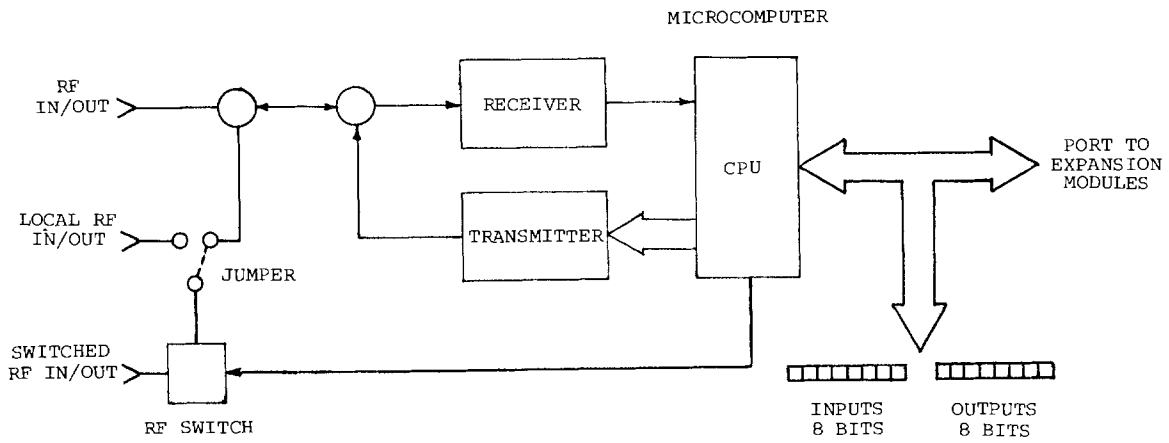 MICROCOMPUTER
RF
IN/OUT
RECEIVER
CPU
PORT TO
EXPANSION
MODULES
LOCAL RF
IN/OUT
TRANSMITTER
JUMPER
SWITCHED
RF IN/OUT
RF SWITCH
INPUTS
8 BITS
OUTPUTS
8 BITS